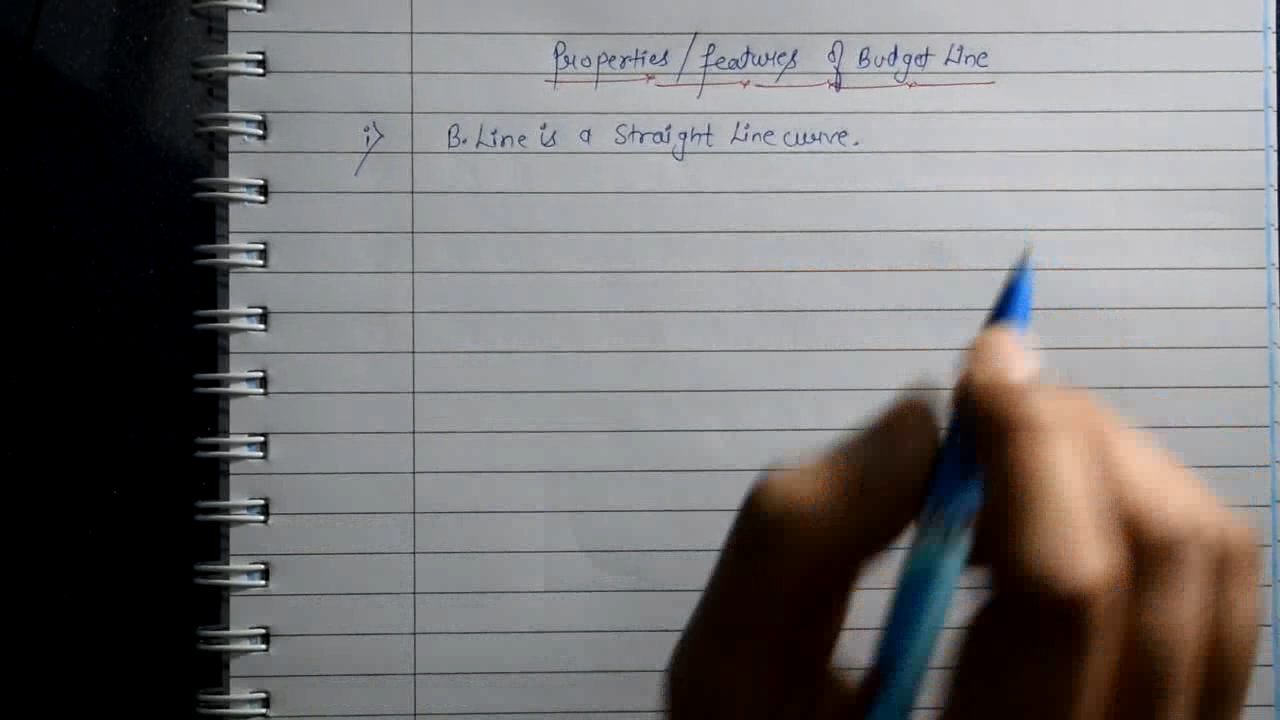 Properties/features of Budget Line
i> B. Line is a Straight Line curve.